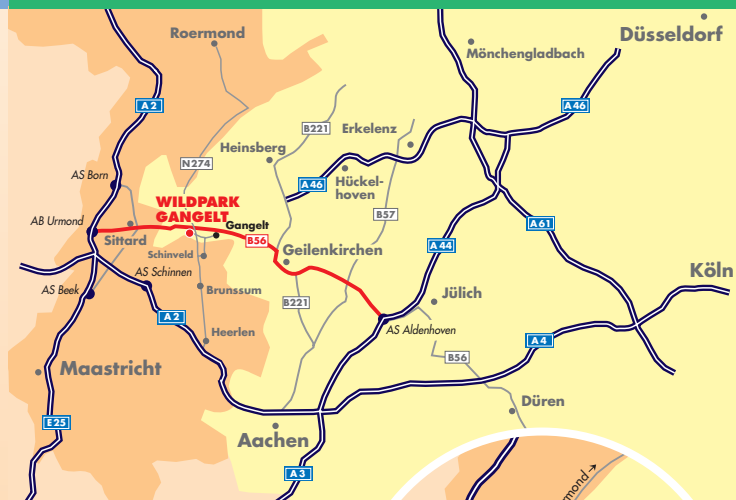 Roermond
Düsseldorf
Mönchengladbach
A 2
A 46
B221
Erkelenz
Heinsberg
N274
AS Born
A 46
Hückel-
hoven
WILDPARK
GANGELT
B57
AB Urmond
Gangelt
A 61
Sittard
B56
A 44
Geilenkirchen
Schinveld
AS Schinnen
Köln
AS Beek
Brunssum
Jülich
B221
A 2
AS Aldenhoven
Heerlen
A 4
B56
Maastricht
Düren
E 25
Aachen
A 3
mond →